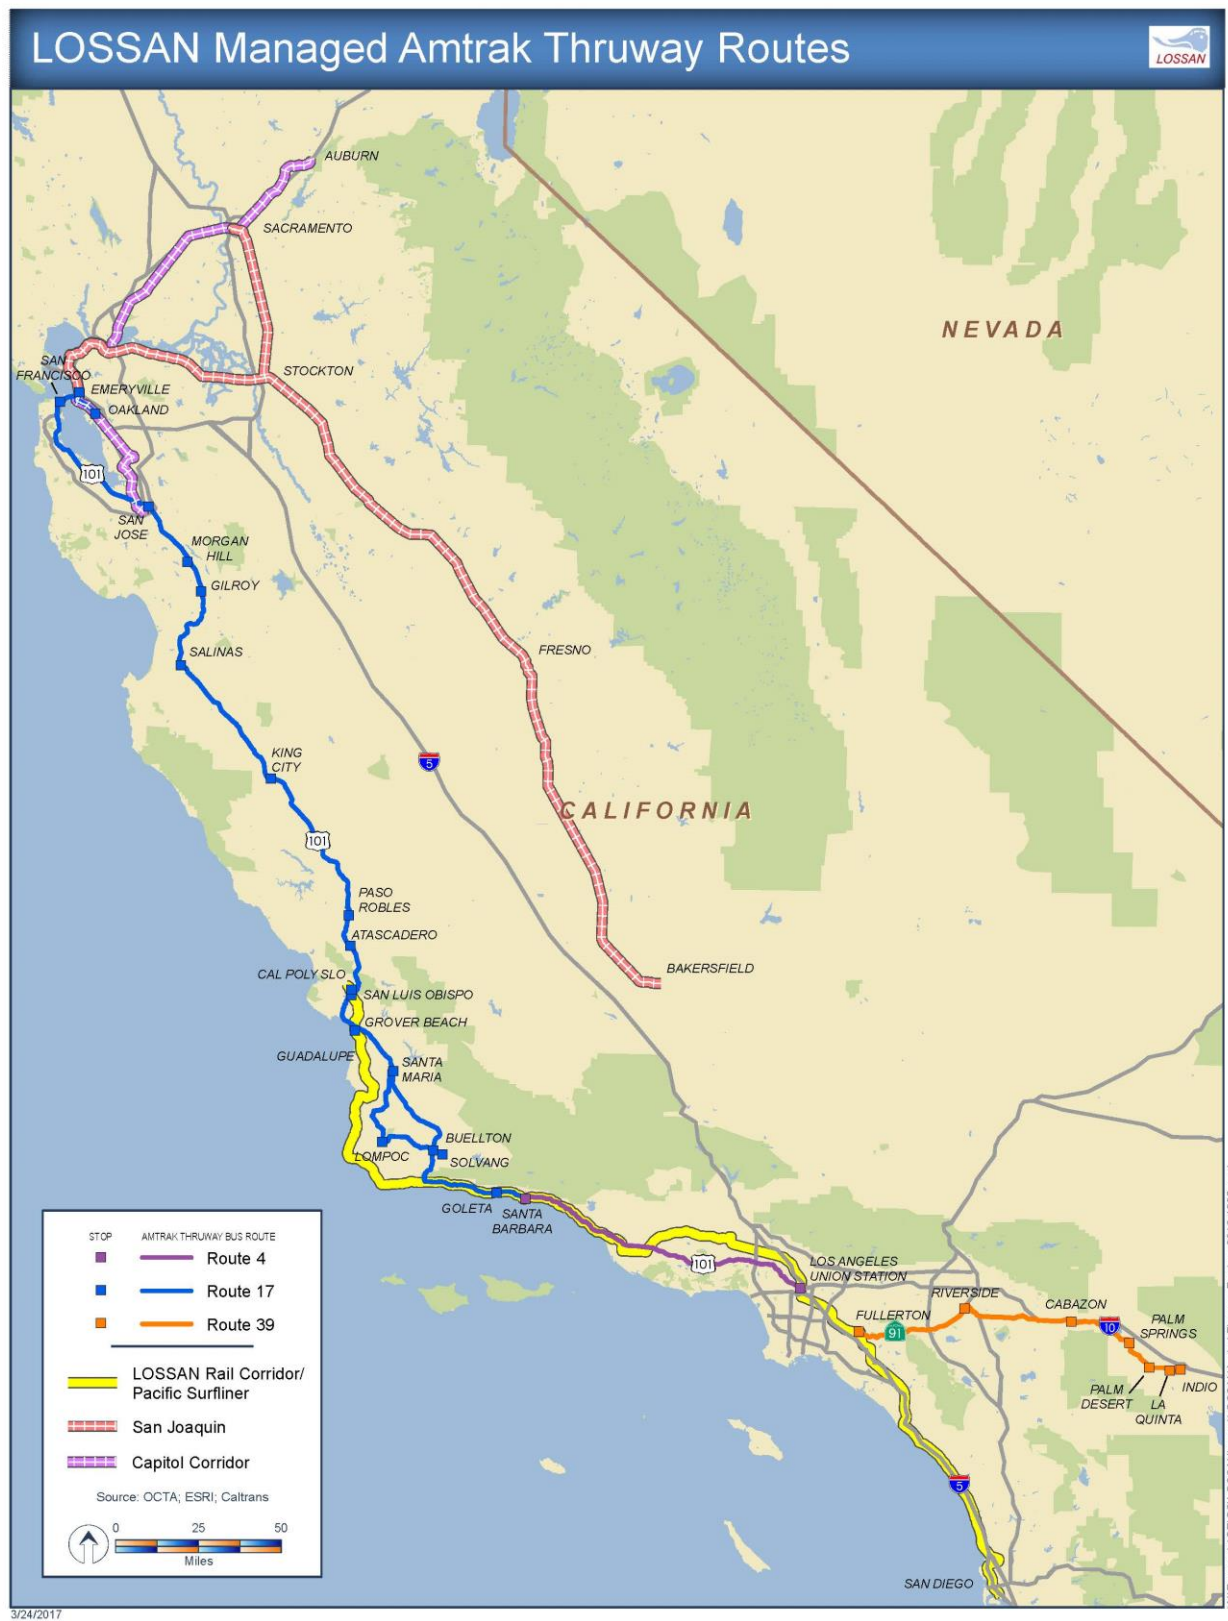 LOSSAN Managed Amtrak Thruway Routes
LOSSAN
AUBURN
SACRAMENTO
NEVADA
SAN
FRANCISCO
STOCKTON
EMERYVILLE
OAKLAND
101
SAN
JOSE
MORGAN
HILL
GILROY
SALINAS
FRESNO
KING
CITY
5
CALIFORNIA
101
PASO
ROBLES
ATASCADERO
BAKERSFIELD
CAL POLY SLO
SAN LUIS OBISPO
GROVER BEACH
GUADALUPE
SANTA
MARIA
BUELLTON
LOMPOC
SOLVANG
GOLETA
SANTA
BARBARA
101
LOS ANGELES
UNION STATION
RIVERSIDE
CABAZON
FULLERTON
91
10
PALM
SPRINGS
PALM
DESERT
LA
QUINTA
INDIO
5
SAN DIEGO
STOP
AMTRAK THRUWAY BUS ROUTE
Route 4
Route 17
Route 39
LOSSAN Rail Corridor/
Pacific Surfliner
San Joaquin
Capitol Corridor
Source: OCTA; ESRI; Caltrans
0 25 50
Miles
3/24/2017